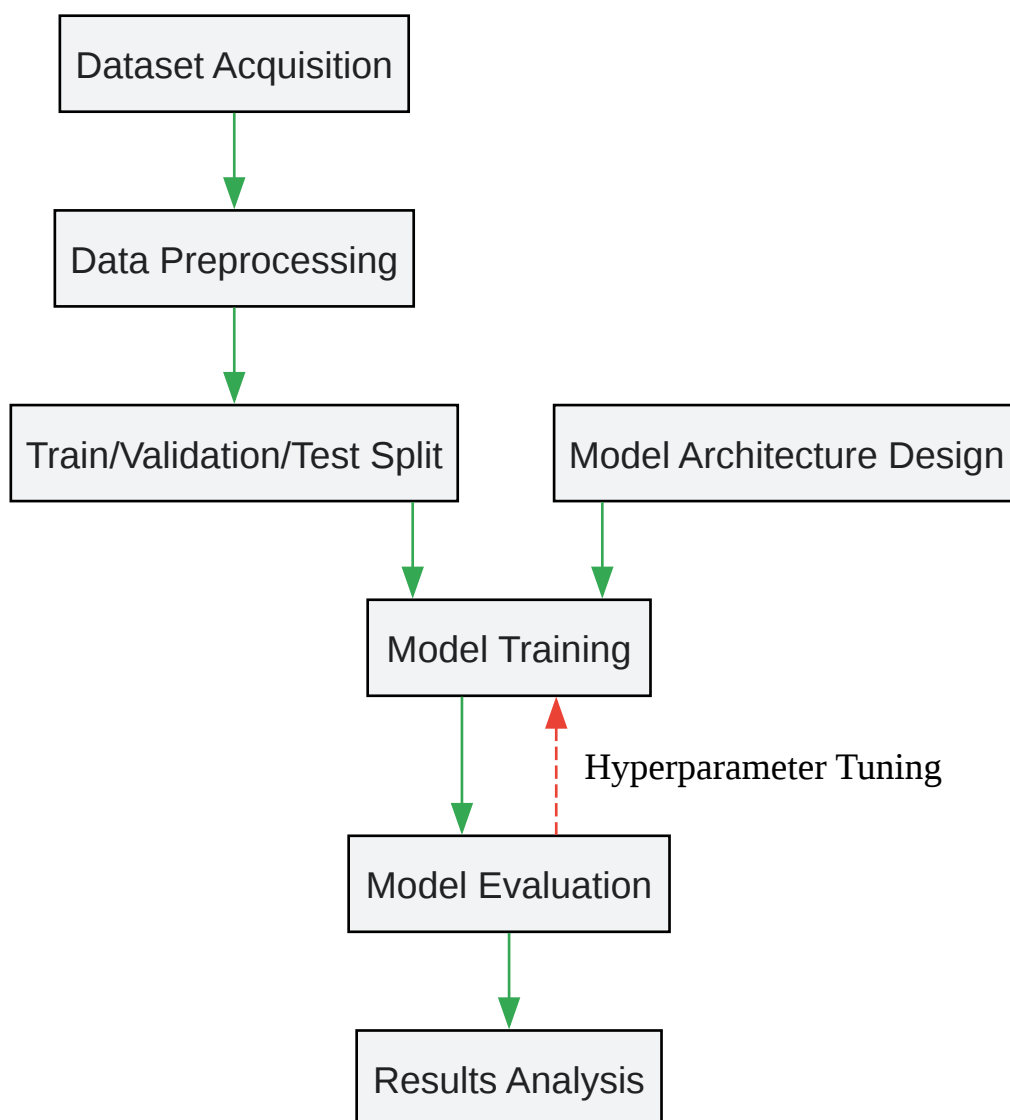 Dataset Acquisition
Data Preprocessing
Train/Validation/Test Split
Model Architecture Design
Model Training
Hyperparameter Tuning
Model Evaluation
Results Analysis